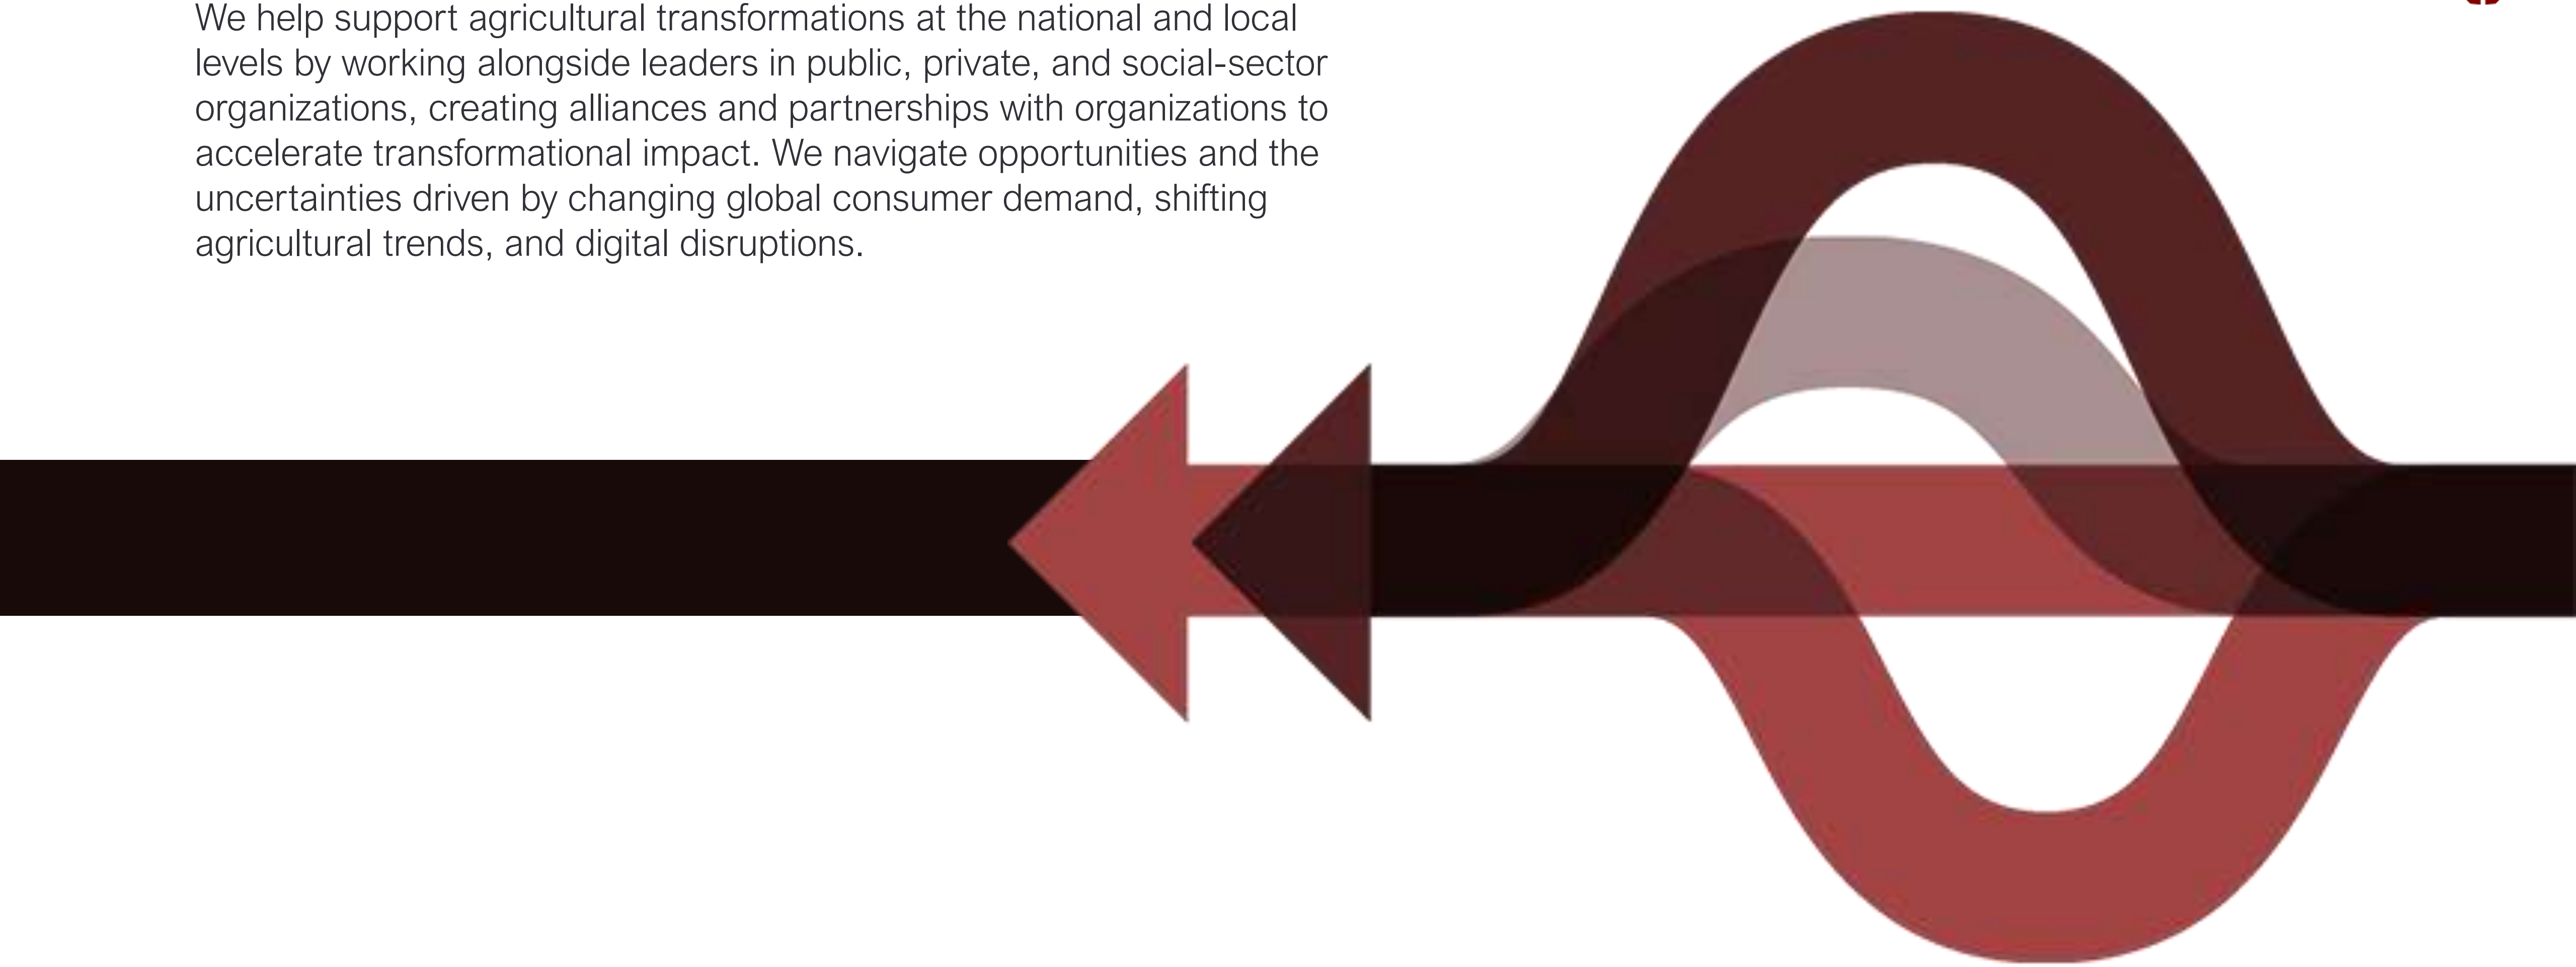 We help support agricultural transformations at the national and local
levels by working alongside leaders in public, private, and social-sector
organizations, creating alliances and partnerships with organizations to
accelerate transformational impact. We navigate opportunities and the
uncertainties driven by changing global consumer demand, shifting
agricultural trends, and digital disruptions.